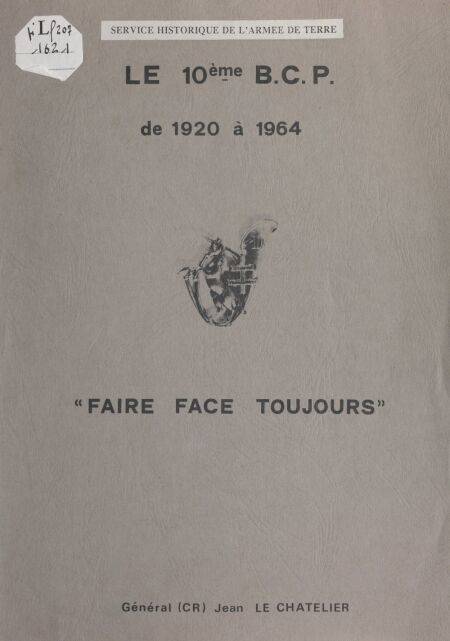 SERVICE HISTORIQUE DE L'ARMEE DE TERRE
LE 10ème B.C.P.
de 1920 à 1964
“FAIRE FACE TOUJOURS”
Général (CR) Jean LE CHATELIER